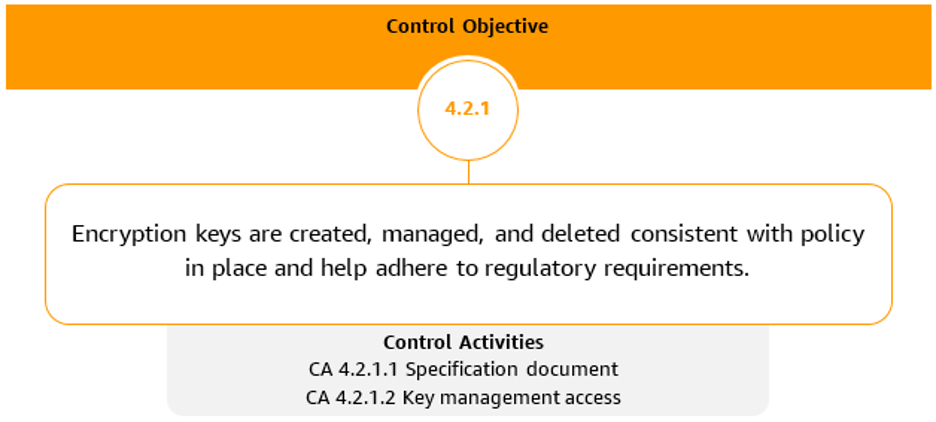 Control Objective
4.2.1
Encryption keys are created, managed, and deleted consistent with policy
in place and help adhere to regulatory requirements.
Control Activities
CA 4.2.1.1 Specification document
CA 4.2.1.2 Key management access